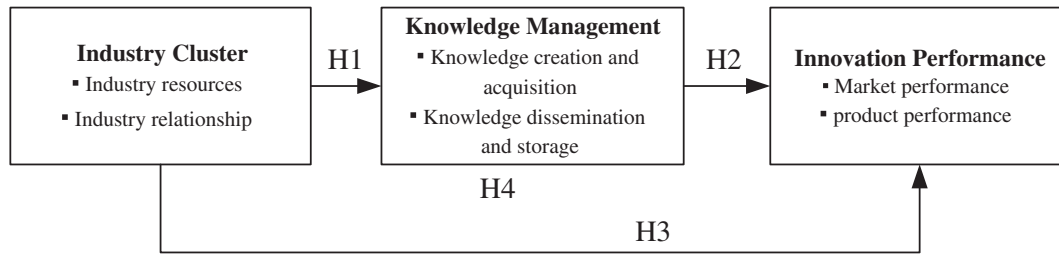 Industry Cluster
▪ Industry resources
▪ Industry relationship
H1
Knowledge Management
▪ Knowledge creation and
acquisition
▪ Knowledge dissemination
and storage
H2
Innovation Performance
▪ Market performance
▪ product performance
H4
H3